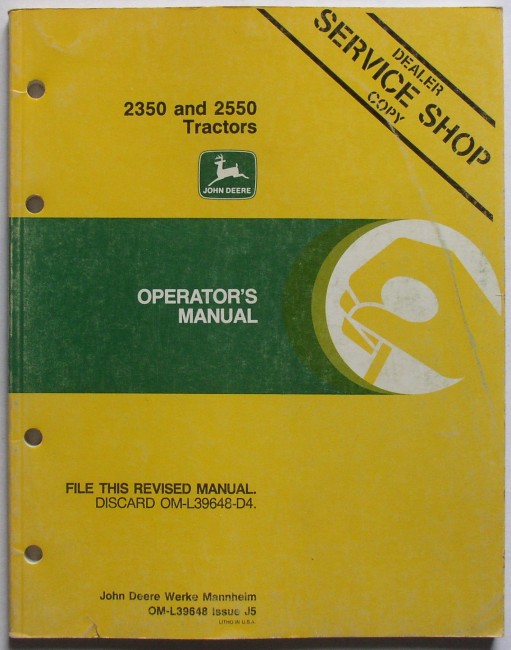 DEALER
SERVICE SHOP
COPY
2350 and 2550
Tractors
JOHN DEERE
OPERATOR'S
MANUAL
FILE THIS REVISED MANUAL.
DISCARD OM-L39648-D4.
John Deere Werke Mannheim
OM-L39648 Issue J5
LITHO IN U.S.A.